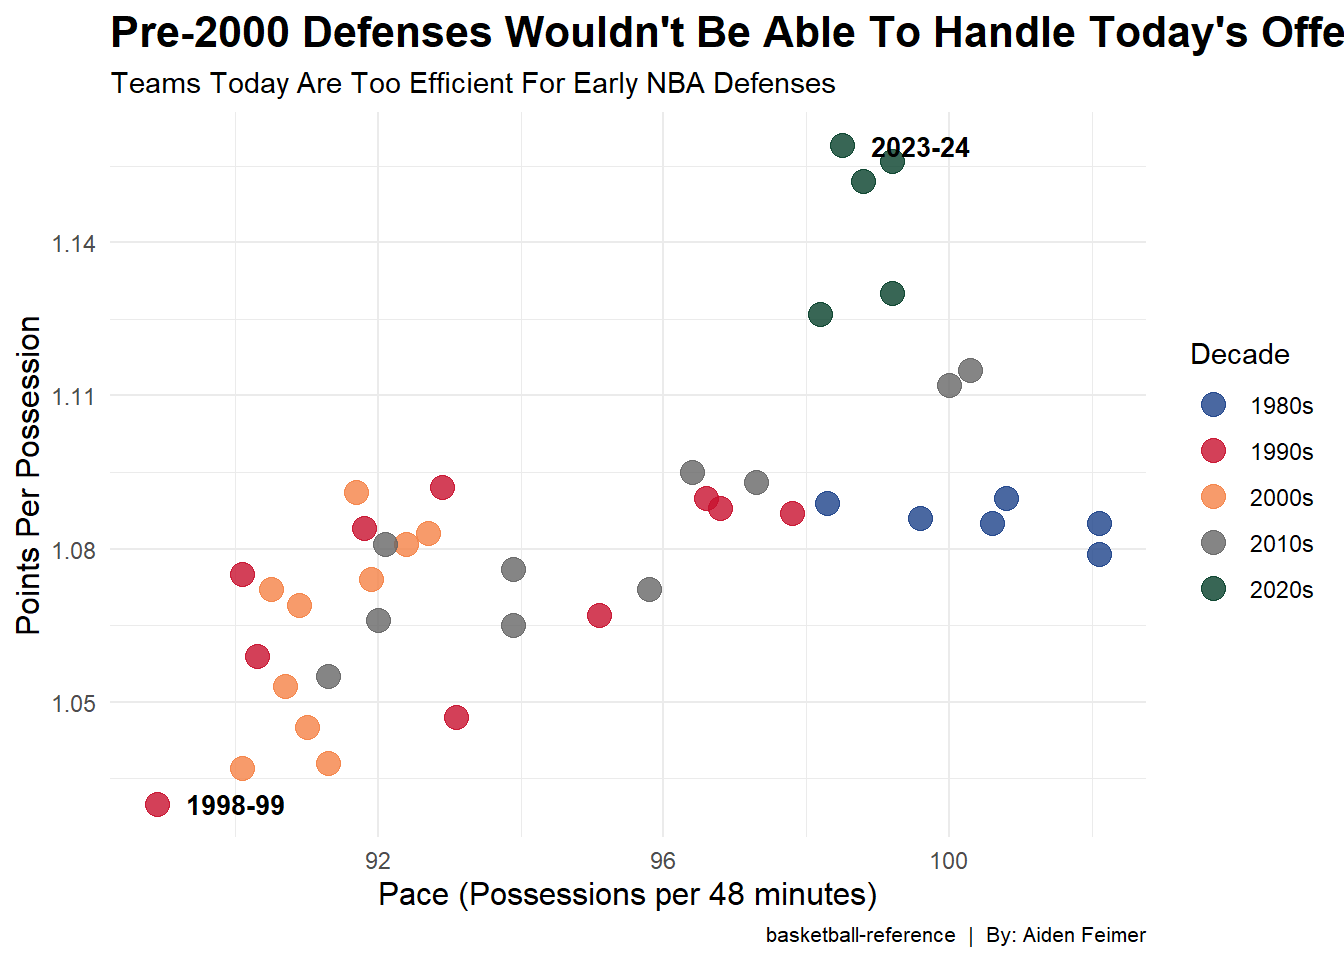 Pre-2000 Defenses Wouldn't Be Able To Handle Today's Offe
Teams Today Are Too Efficient For Early NBA Defenses
2023-24
1.14
1.11
1.08
1.05
Points Per Possession
1998-99
92 96 100
Pace (Possessions per 48 minutes)
Decade
1980s
1990s
2000s
2010s
2020s
basketball-reference | By: Aiden Feimer